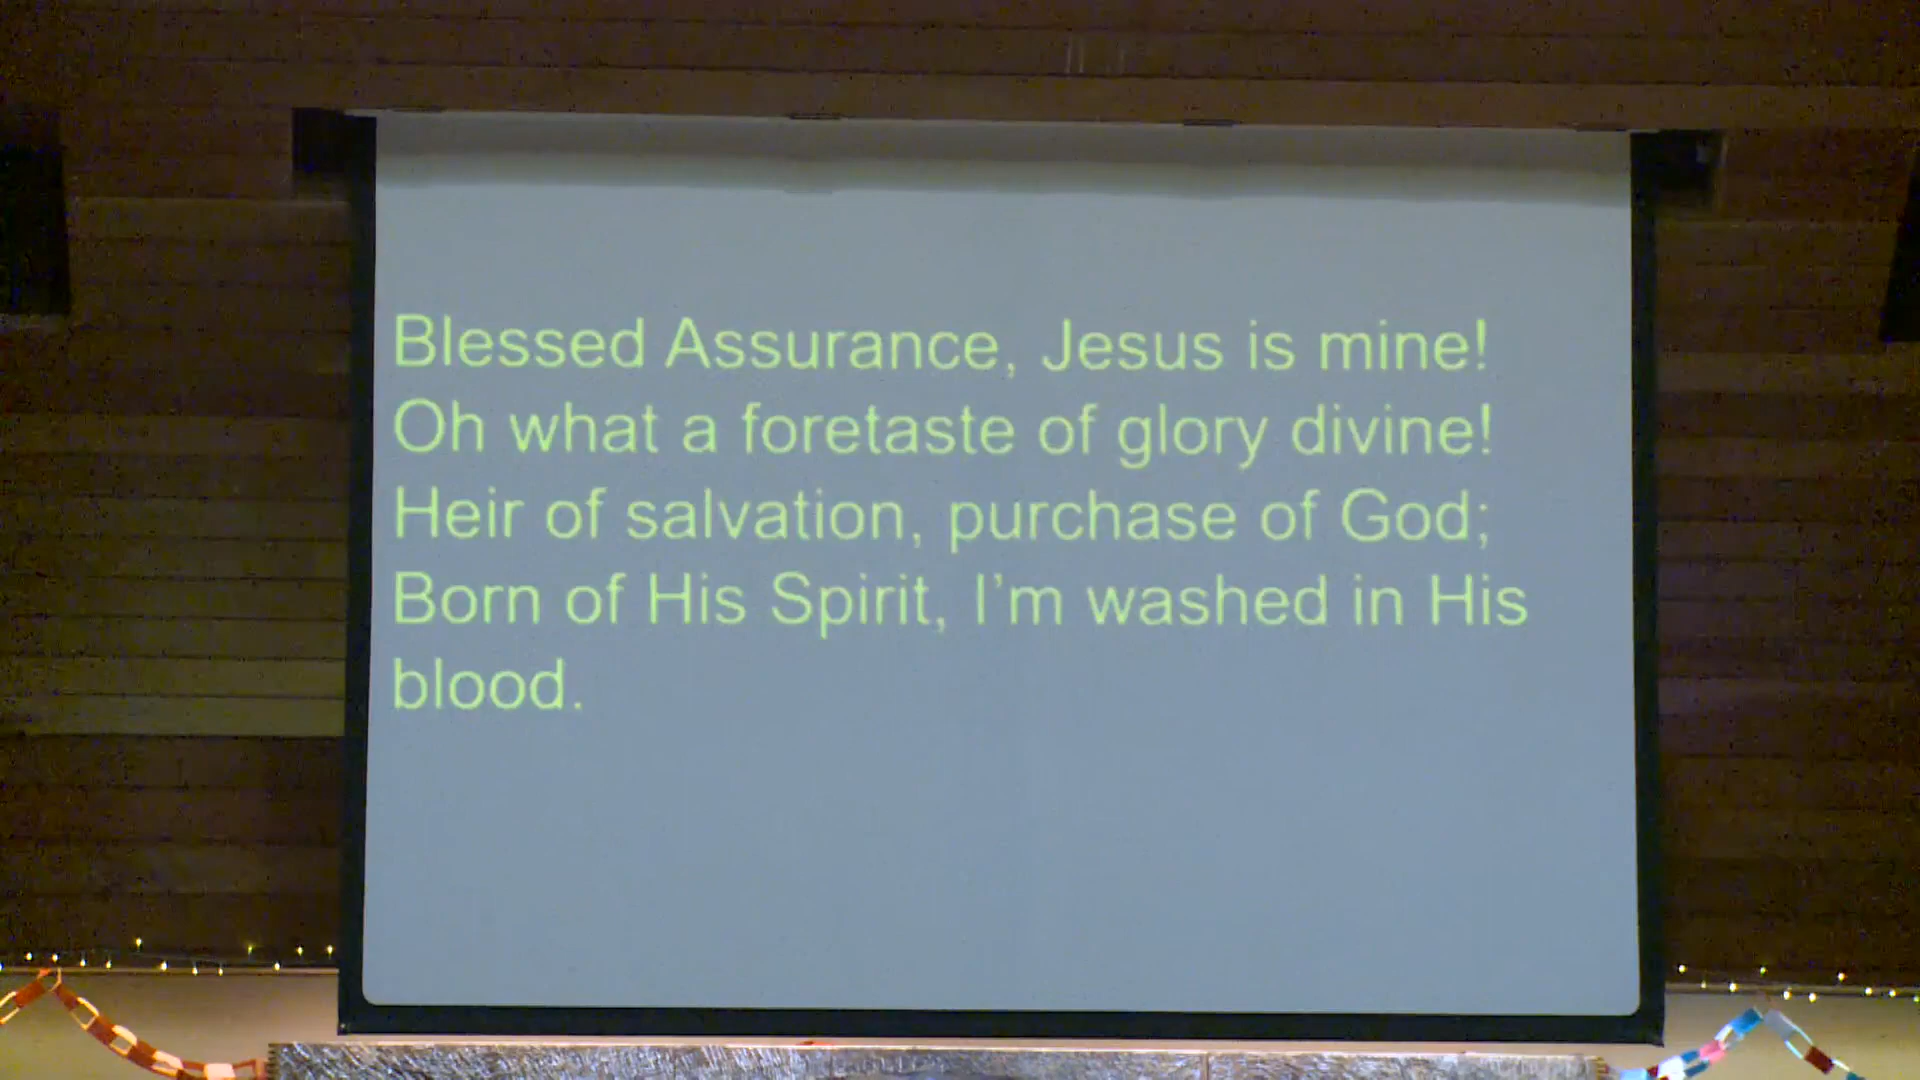 Blessed Assurance, Jesus is mine!
Oh what a foretaste of glory divine!
Heir of salvation, purchase of God;
Born of His Spirit, I’m washed in His
blood.